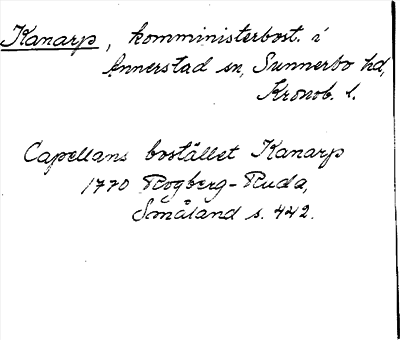 Kanarp, komministerbost. i
Annerstad sn, Sunnerbo hd,
Kronob. l.
Capellans bostället Kanarp
1770 Rogberg-Ruda,
Småland s. 442.